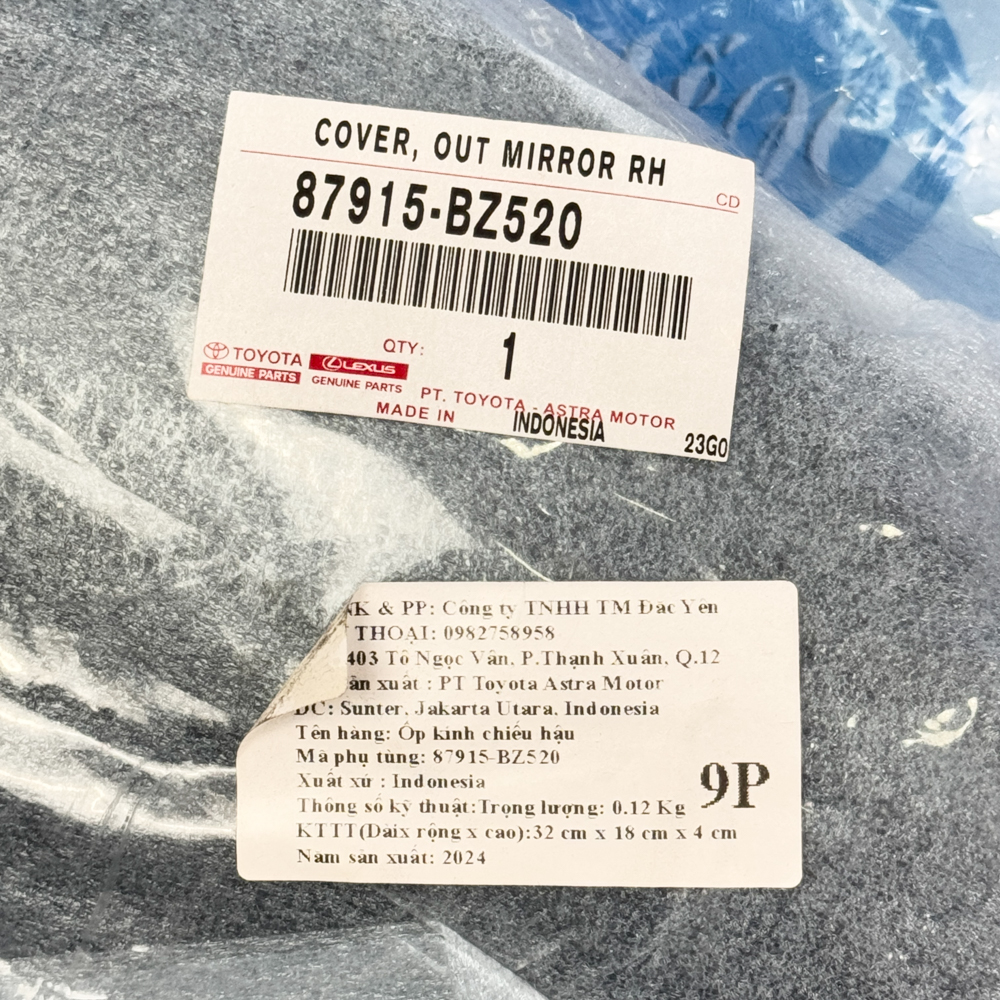 COVER, OUT MIRROR RH
CD
87915-BZ520
QTY: 1
TOYOTA
GENUINE PARTS
LEXUS
GENUINE PARTS
PT. TOYOTA - ASTRA MOTOR
MADE IN INDONESIA
23G0
NK & PP: Công ty TNHH TM Đăc Yên
THOẠI: 0982758958
403 Tô Ngọc Vân, P.Thạnh Xuân, Q.12
ản xuất : PT Toyota Astra Motor
ĐC: Sunter, Jakarta Utara, Indonesia
Tên hàng: Ốp kính chiếu hậu
Mã phụ tùng: 87915-BZ520
Xuất xứ : Indonesia
9P
Thông số kỹ thuật:Trọng lượng: 0.12 Kg
KTTT(Dàix rộng x cao):32 cm x 18 cm x 4 cm
Năm sản xuất: 2024